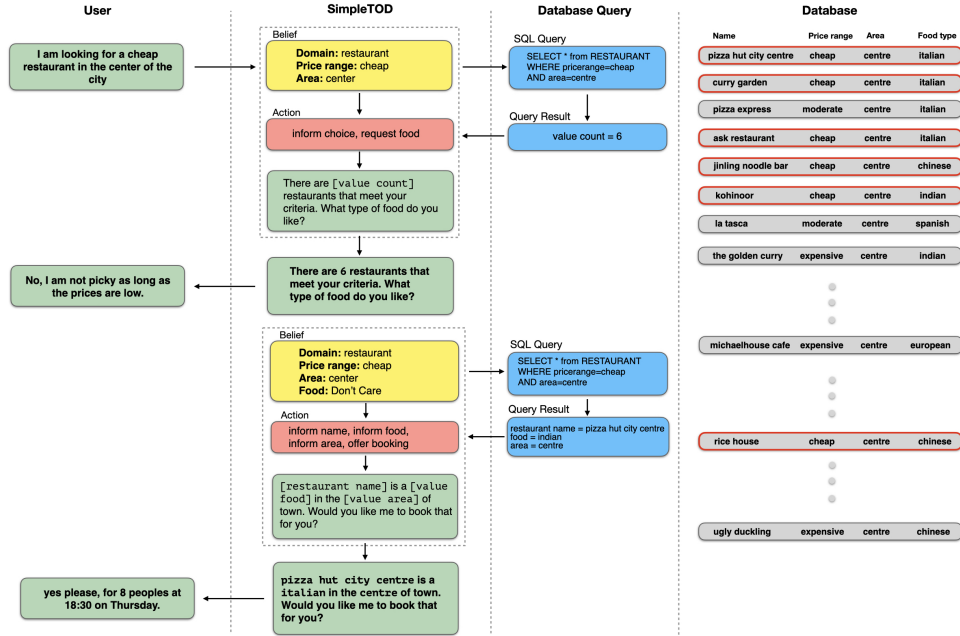 User
SimpleTOD
Database Query
Database
I am looking for a cheap
restaurant in the center of the
city
Belief
Domain: restaurant
Price range: cheap
Area: center
SQL Query
SELECT * from RESTAURANT
WHERE pricerange=cheap
AND area=centre
Action
inform choice, request food
Query Result
value count = 6
There are [value count]
restaurants that meet your
criteria. What type of food do you
like?
There are 6 restaurants that
meet your criteria. What
type of food do you like?
No, I am not picky as long as
the prices are low.
Belief
Domain: restaurant
Price range: cheap
Area: center
Food: Don't Care
SQL Query
SELECT * from RESTAURANT
WHERE pricerange=cheap
AND area=centre
Action
inform name, inform food,
inform area, offer booking
Query Result
restaurant name = pizza hut city centre
food = indian
area = centre
[restaurant name] is a [value
food] in the [value area] of
town. Would you like me to book that
for you?
pizza hut city centre is a
italian in the centre of town.
Would you like me to book that
for you?
yes please, for 8 peoples at
18:30 on Thursday.
Name Price range Area Food type
pizza hut city centre cheap centre italian
curry garden cheap centre italian
pizza express moderate centre italian
ask restaurant cheap centre italian
jinling noodle bar cheap centre chinese
kohinoor cheap centre indian
la tasca moderate centre spanish
the golden curry expensive centre indian
michaelhouse cafe expensive centre european
rice house cheap centre chinese
ugly duckling expensive centre chinese